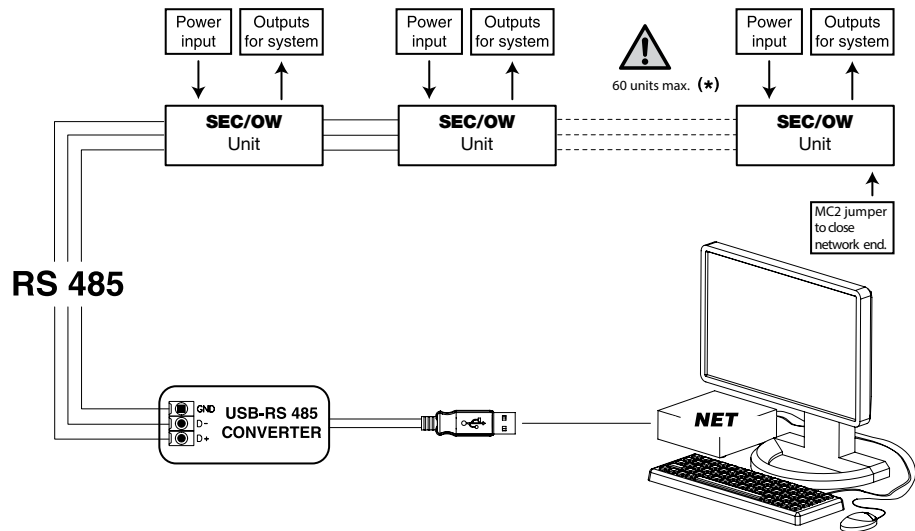 Power
input
Outputs
for system
Power
input
Outputs
for system
60 units max. (*)
Power
input
Outputs
for system
SEC/OW
Unit
SEC/OW
Unit
SEC/OW
Unit
MC2 jumper
to close
network end.
RS 485
GND
D-
D+
USB-RS 485
CONVERTER
NET